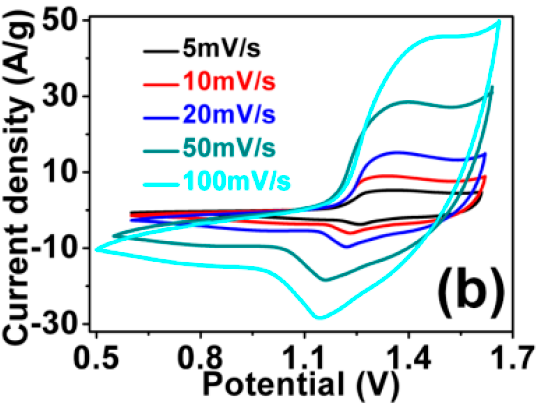 Current density (A/g)
50
30
10
-10
-30
5mV/s
10mV/s
20mV/s
50mV/s
100mV/s
(b)
0.5 0.8 1.1 1.4 1.7
Potential (V)